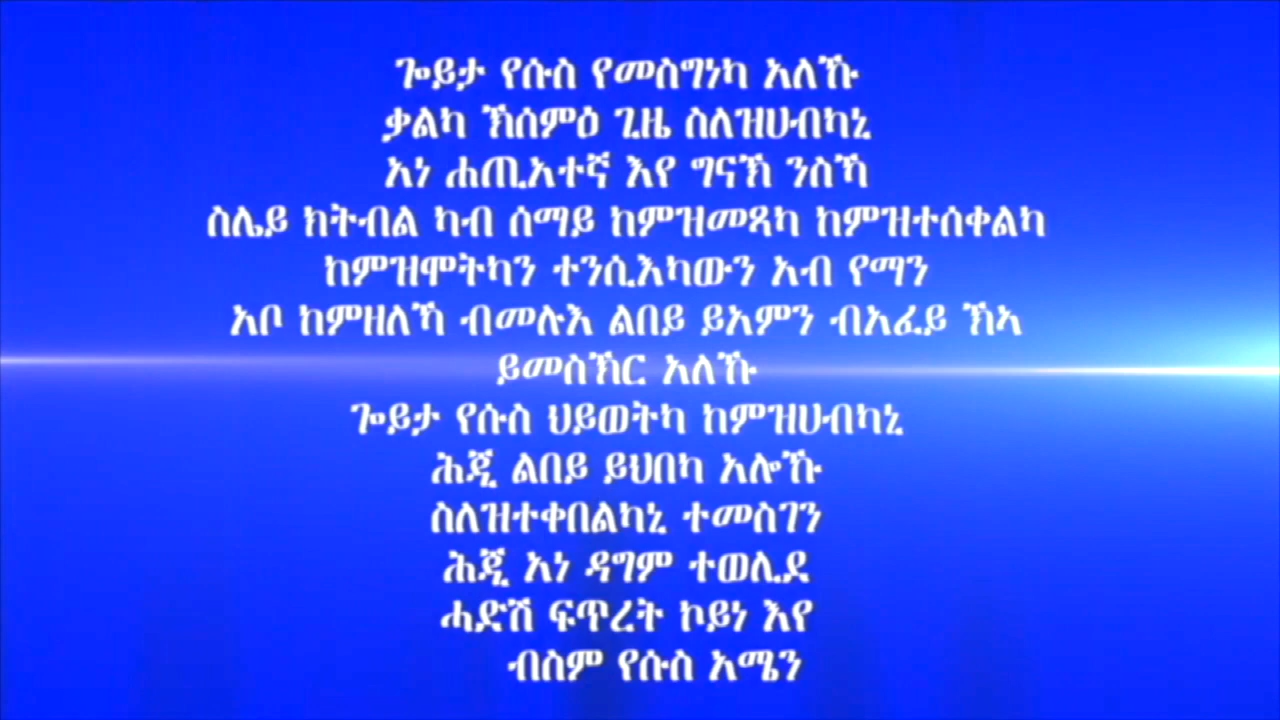 ጐይታ የሱስ የመስግነካ አለኹ
ቃልካ ኽሰምዕ ጊዜ ስለዝሀብካኒ
አነ ሐጢአተኛ እየ ግናኽ ንስኻ
ስሌይ ክትብል ካብ ሰማይ ከምዝመጻካ ከምዝተሰቀልካ
ከምዝሞትካን ተንሲእካውን አብ የማን
አቦ ከምዘለኻ ብመሉእ ልበይ ይአምን ብአፈይ ኽኣ
ይመስኽር አለኹ
ጐይታ የሱስ ህይወትካ ከምዝሀብካኒ
ሕጂ ልበይ ይህበካ አሎኹ
ስለዝተቀበልካኒ ተመስገን
ሕጂ አነ ዳግም ተወሊደ
ሓድሽ ፍጥረት ኮይነ እየ
ብስም የሱስ አሜን